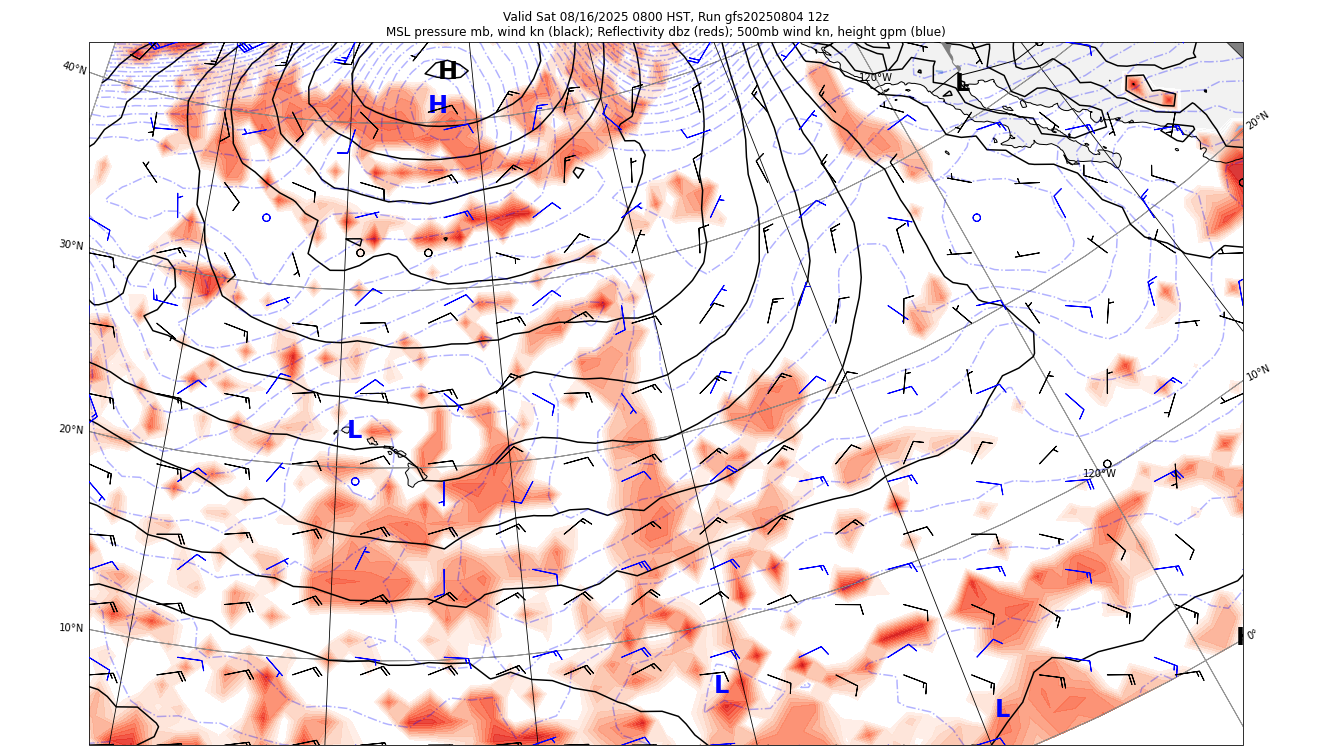 Valid Sat 08/16/2025 0800 HST, Run gfs20250804 12z
MSL pressure mb, wind kn (black); Reflectivity dbz (reds); 500mb wind kn, height gpm (blue)
40°N
H
H
120°W
L
20°N
30°N
10°N
20°N
L
120°W
10°N
0°
L
L